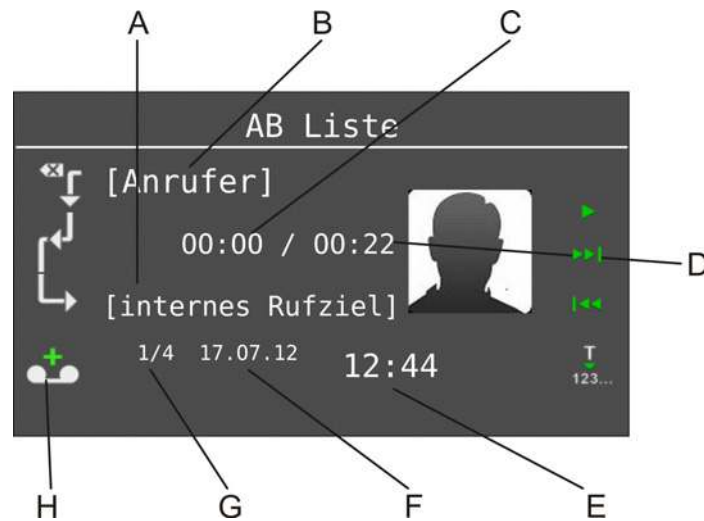 A B C
AB Liste
[Anrufer]
00:00 / 00:22
D
[internes Rufziel]
1/4 17.07.12 12:44
T
123...
H G F E